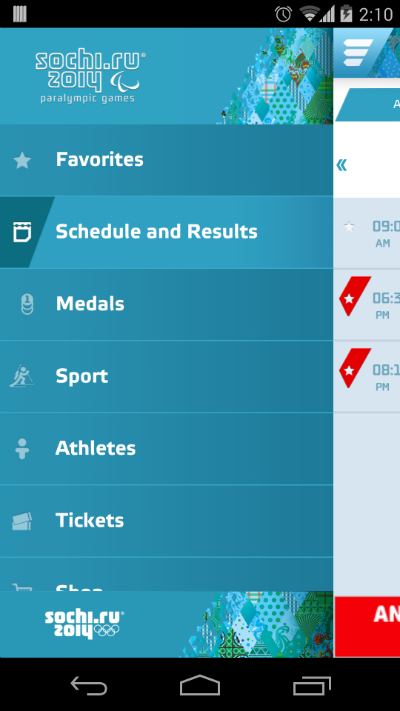 2:10
sochi.ru
2014
paralympic games
Favorites
Schedule and Results
Medals
Sport
Athletes
Tickets
Shop
sochi.ru
2014
A
«
09:0
AM
06:3
PM
08:1
PM
AN